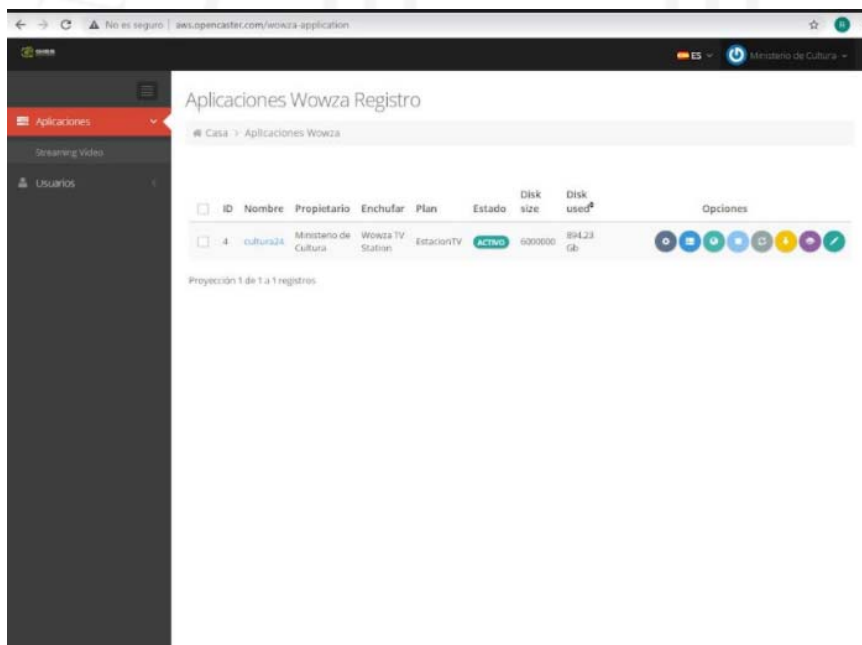 No es seguro | aws.opencaster.com/wowza-application
ES Ministerio de Cultura
Aplicaciones Wowza Registro
Aplicaciones
Casa > Aplicaciones Wowza
Streaming Video
Usuarios
ID Nombre Propietario Enchufar Plan Estado Disk size Disk used Opciones
4 cultura24 Ministerio de Cultura Wowza TV Station EstacionTV ACTIVO 6000000 894.23 Gb
Proyección 1 de 1 a 1 registros